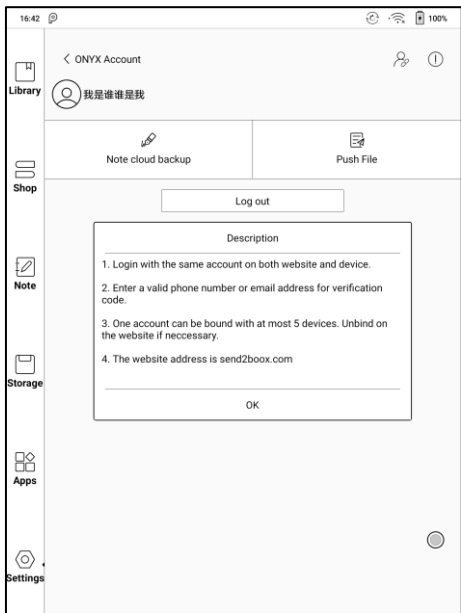 16:42
100%
< ONYX Account
Library
我是谁谁是我
Note cloud backup
Push File
Shop
Log out
Description
1. Login with the same account on both website and device.
2. Enter a valid phone number or email address for verification
code.
3. One account can be bound with at most 5 devices. Unbind on
the website if neccessary.
4. The website address is send2boox.com
OK
Note
Storage
Apps
Settings